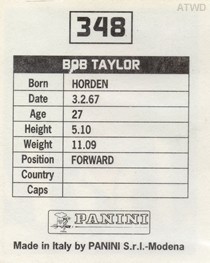 ATWD
348
BOB TAYLOR
Born HORDEN
Date 3.2.67
Age 27
Height 5.10
Weight 11.09
Position FORWARD
Country
Caps
PANINI
Made in Italy by PANINI S.r.l.-Modena